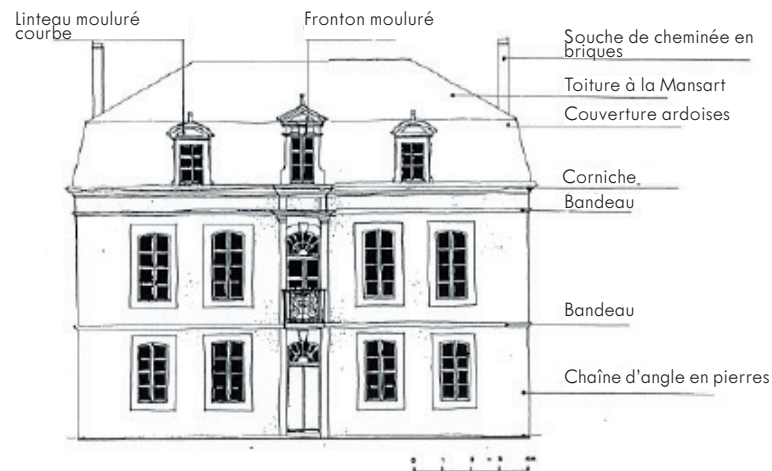 Linteau mouluré
courbe
Fronton mouluré
Souche de cheminée en
briques
Toiture à la Mansart
Couverture ardoises
Corniche
Bandeau
Bandeau
Chaîne d'angle en pierres